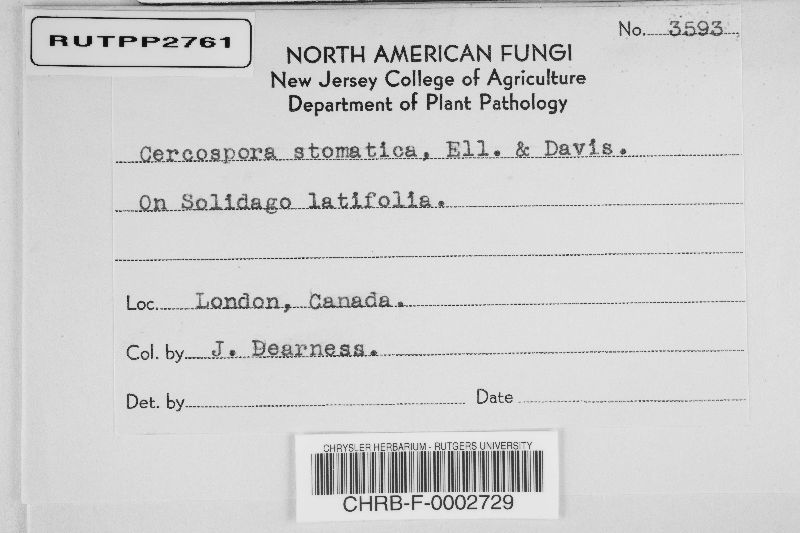 RUTPP2761
No. 3593
NORTH AMERICAN FUNGI
New Jersey College of Agriculture
Department of Plant Pathology
Cercospora stomatica, Ell. & Davis.
On Solidago latifolia.
Loc. London, Canada.
Col. by J. Dearness.
Det. by Date
CHRYSLER HERBARIUM - RUTGERS UNIVERSITY
CHRB-F-0002729